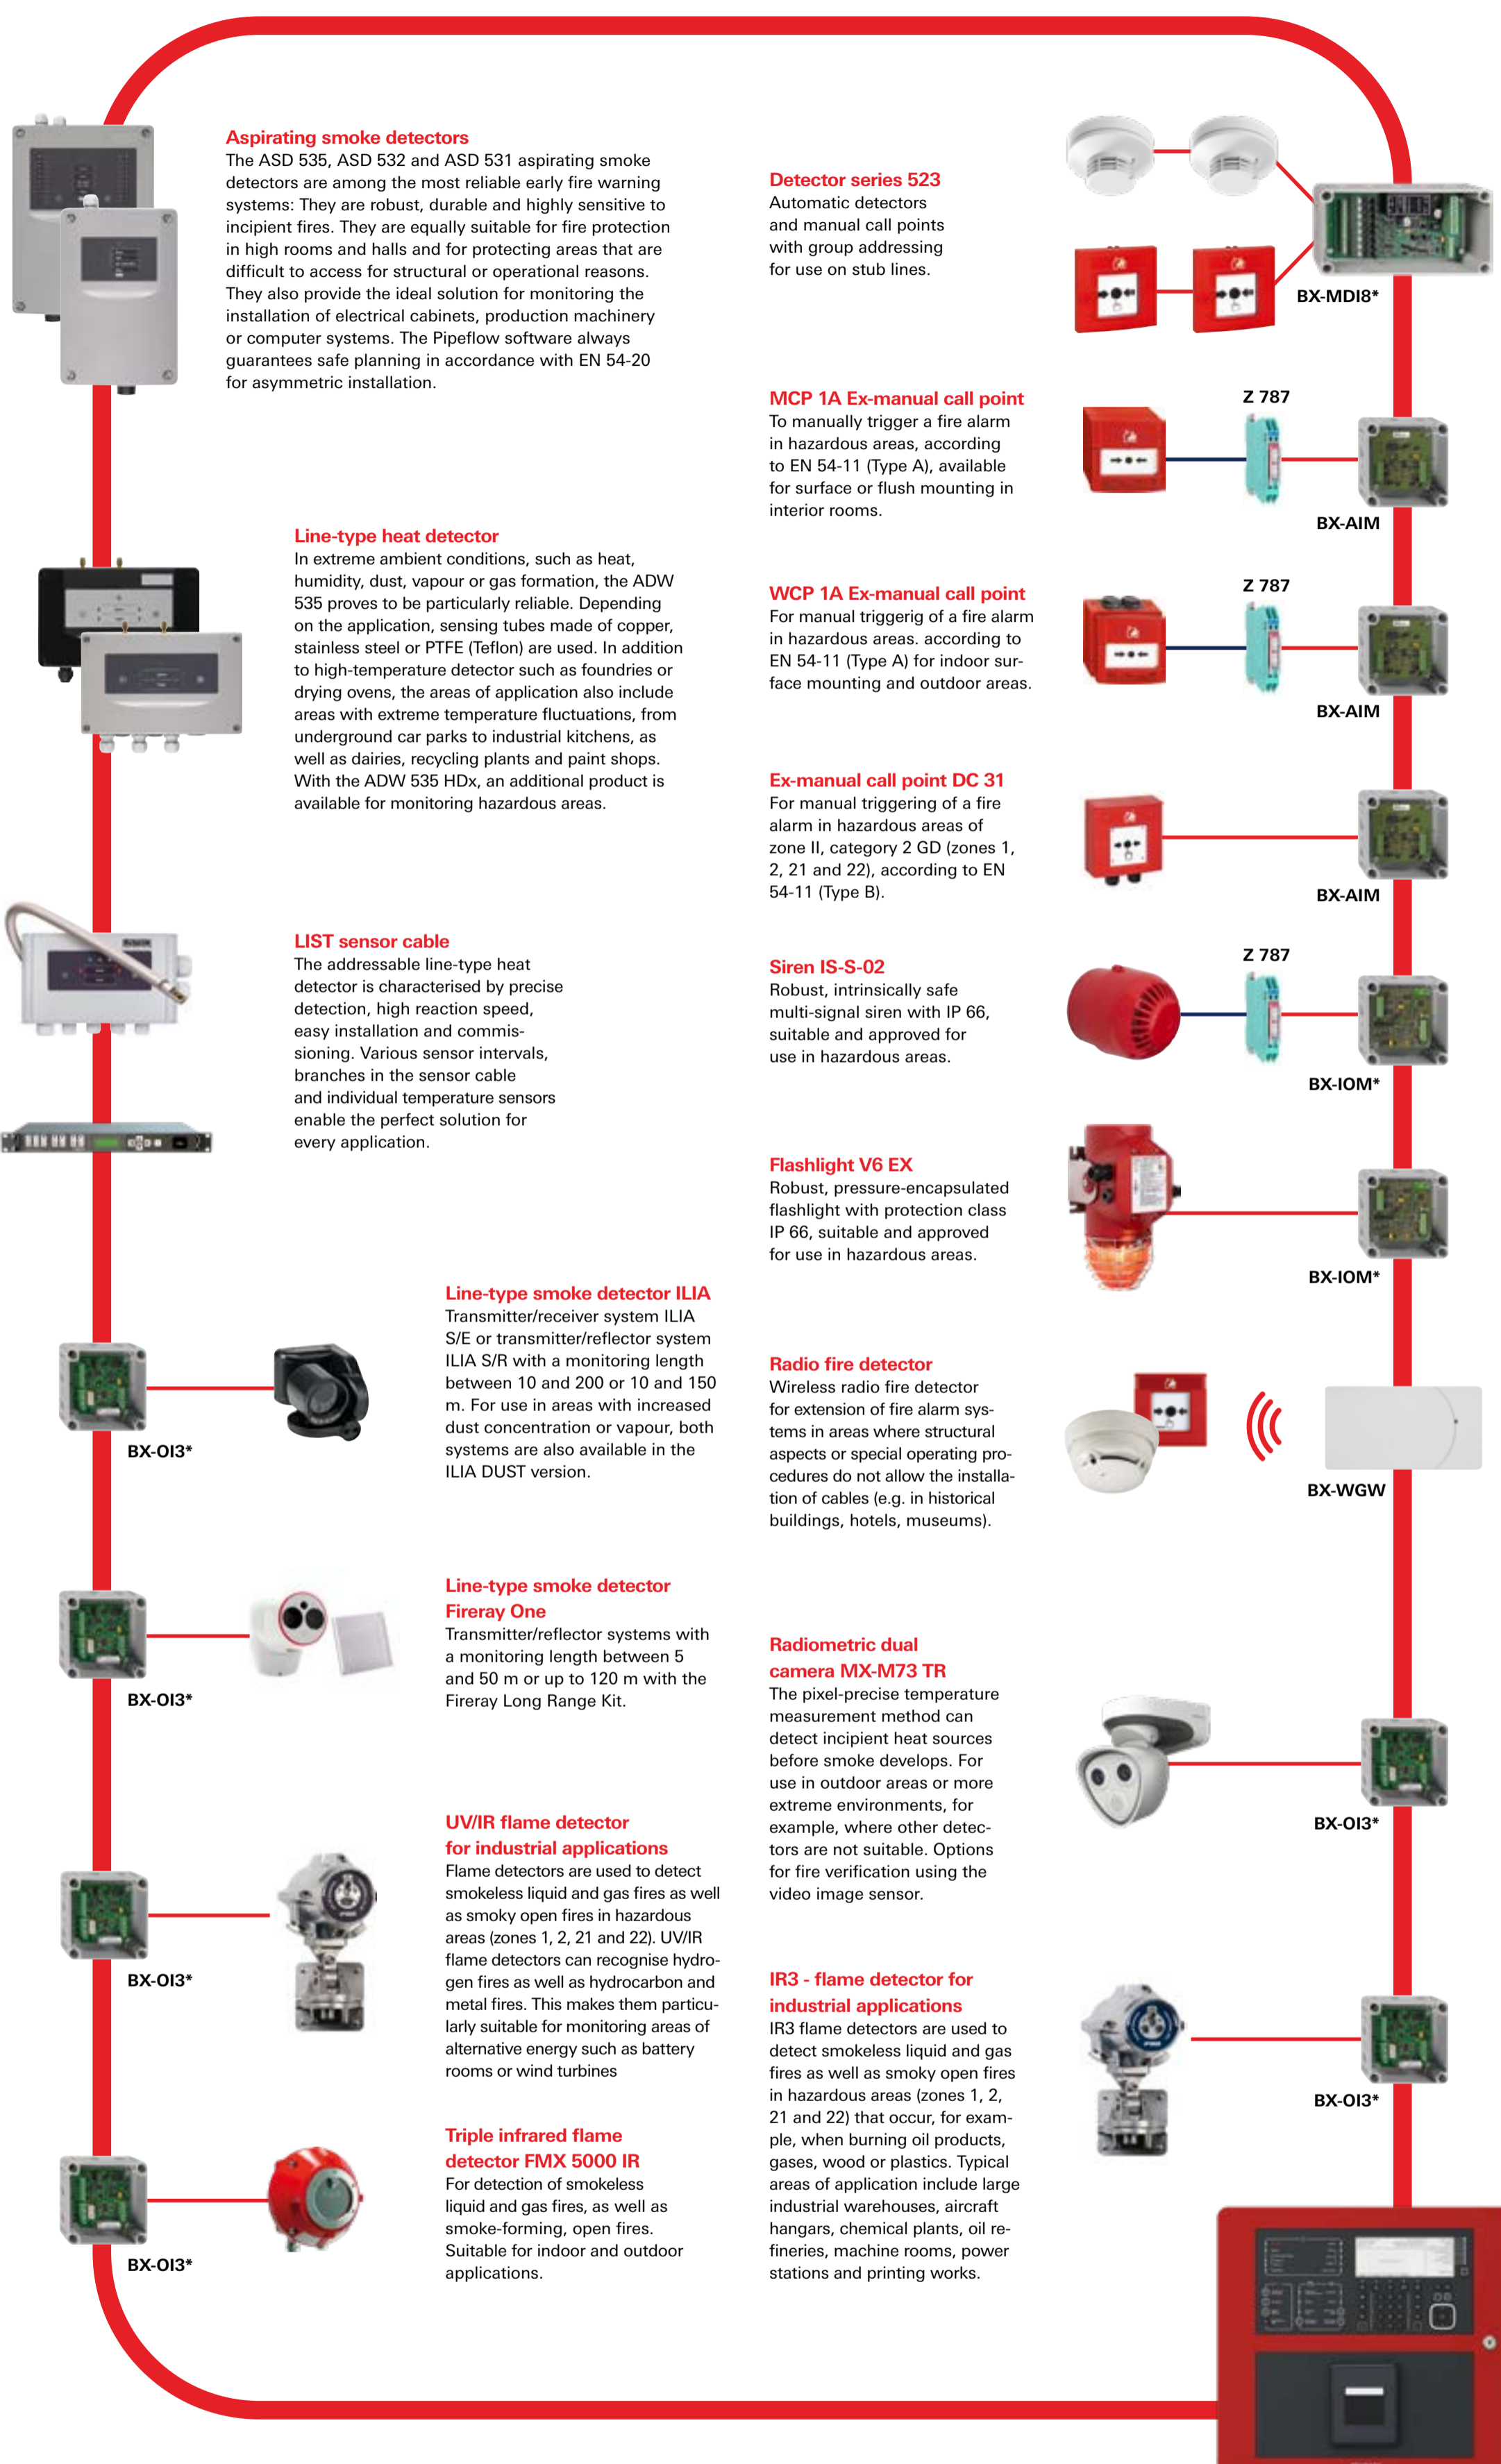 Aspirating smoke detectors
The ASD 535, ASD 532 and ASD 531 aspirating smoke
detectors are among the most reliable early fire warning
systems: They are robust, durable and highly sensitive to
incipient fires. They are equally suitable for fire protection
in high rooms and halls and for protecting areas that are
difficult to access for structural or operational reasons.
They also provide the ideal solution for monitoring the
installation of electrical cabinets, production machinery
or computer systems. The Pipeflow software always
guarantees safe planning in accordance with EN 54-20
for asymmetric installation.
Line-type heat detector
In extreme ambient conditions, such as heat,
humidity, dust, vapour or gas formation, the ADW
535 proves to be particularly reliable. Depending
on the application, sensing tubes made of copper,
stainless steel or PTFE (Teflon) are used. In addition
to high-temperature detector such as foundries or
drying ovens, the areas of application also include
areas with extreme temperature fluctuations, from
underground car parks to industrial kitchens, as
well as dairies, recycling plants and paint shops.
With the ADW 535 HDx, an additional product is
available for monitoring hazardous areas.
LIST sensor cable
The addressable line-type heat
detector is characterised by precise
detection, high reaction speed,
easy installation and commis-
sioning. Various sensor intervals,
branches in the sensor cable
and individual temperature sensors
enable the perfect solution for
every application.
Line-type smoke detector ILIA
Transmitter/receiver system ILIA
S/E or transmitter/reflector system
ILIA S/R with a monitoring length
between 10 and 200 or 10 and 150
m. For use in areas with increased
dust concentration or vapour, both
systems are also available in the
ILIA DUST version.
BX-OI3*
Line-type smoke detector
Fireray One
Transmitter/reflector systems with
a monitoring length between 5
and 50 m or up to 120 m with the
Fireray Long Range Kit.
BX-OI3*
UV/IR flame detector
for industrial applications
Flame detectors are used to detect
smokeless liquid and gas fires as well
as smoky open fires in hazardous
areas (zones 1, 2, 21 and 22). UV/IR
flame detectors can recognise hydro-
gen fires as well as hydrocarbon and
metal fires. This makes them particu-
larly suitable for monitoring areas of
alternative energy such as battery
rooms or wind turbines
BX-OI3*
Triple infrared flame
detector FMX 5000 IR
For detection of smokeless
liquid and gas fires, as well as
smoke-forming, open fires.
Suitable for indoor and outdoor
applications.
BX-OI3*
Detector series 523
Automatic detectors
and manual call points
with group addressing
for use on stub lines.
BX-MDI8*
MCP 1A Ex-manual call point
To manually trigger a fire alarm
in hazardous areas, according
to EN 54-11 (Type A), available
for surface or flush mounting in
interior rooms.
Z 787
BX-AIM
WCP 1A Ex-manual call point
For manual triggerig of a fire alarm
in hazardous areas. according to
EN 54-11 (Type A) for indoor sur-
face mounting and outdoor areas.
Z 787
BX-AIM
Ex-manual call point DC 31
For manual triggering of a fire
alarm in hazardous areas of
zone II, category 2 GD (zones 1,
2, 21 and 22), according to EN
54-11 (Type B).
BX-AIM
Siren IS-S-02
Robust, intrinsically safe
multi-signal siren with IP 66,
suitable and approved for
use in hazardous areas.
Z 787
BX-IOM*
Flashlight V6 EX
Robust, pressure-encapsulated
flashlight with protection class
IP 66, suitable and approved
for use in hazardous areas.
BX-IOM*
Radio fire detector
Wireless radio fire detector
for extension of fire alarm sys-
tems in areas where structural
aspects or special operating pro-
cedures do not allow the installa-
tion of cables (e.g. in historical
buildings, hotels, museums).
BX-WGW
Radiometric dual
camera MX-M73 TR
The pixel-precise temperature
measurement method can
detect incipient heat sources
before smoke develops. For
use in outdoor areas or more
extreme environments, for
example, where other detec-
tors are not suitable. Options
for fire verification using the
video image sensor.
BX-OI3*
IR3 - flame detector for
industrial applications
IR3 flame detectors are used to
detect smokeless liquid and gas
fires as well as smoky open fires
in hazardous areas (zones 1, 2,
21 and 22) that occur, for exam-
ple, when burning oil products,
gases, wood or plastics. Typical
areas of application include large
industrial warehouses, aircraft
hangars, chemical plants, oil re-
fineries, machine rooms, power
stations and printing works.
BX-OI3*